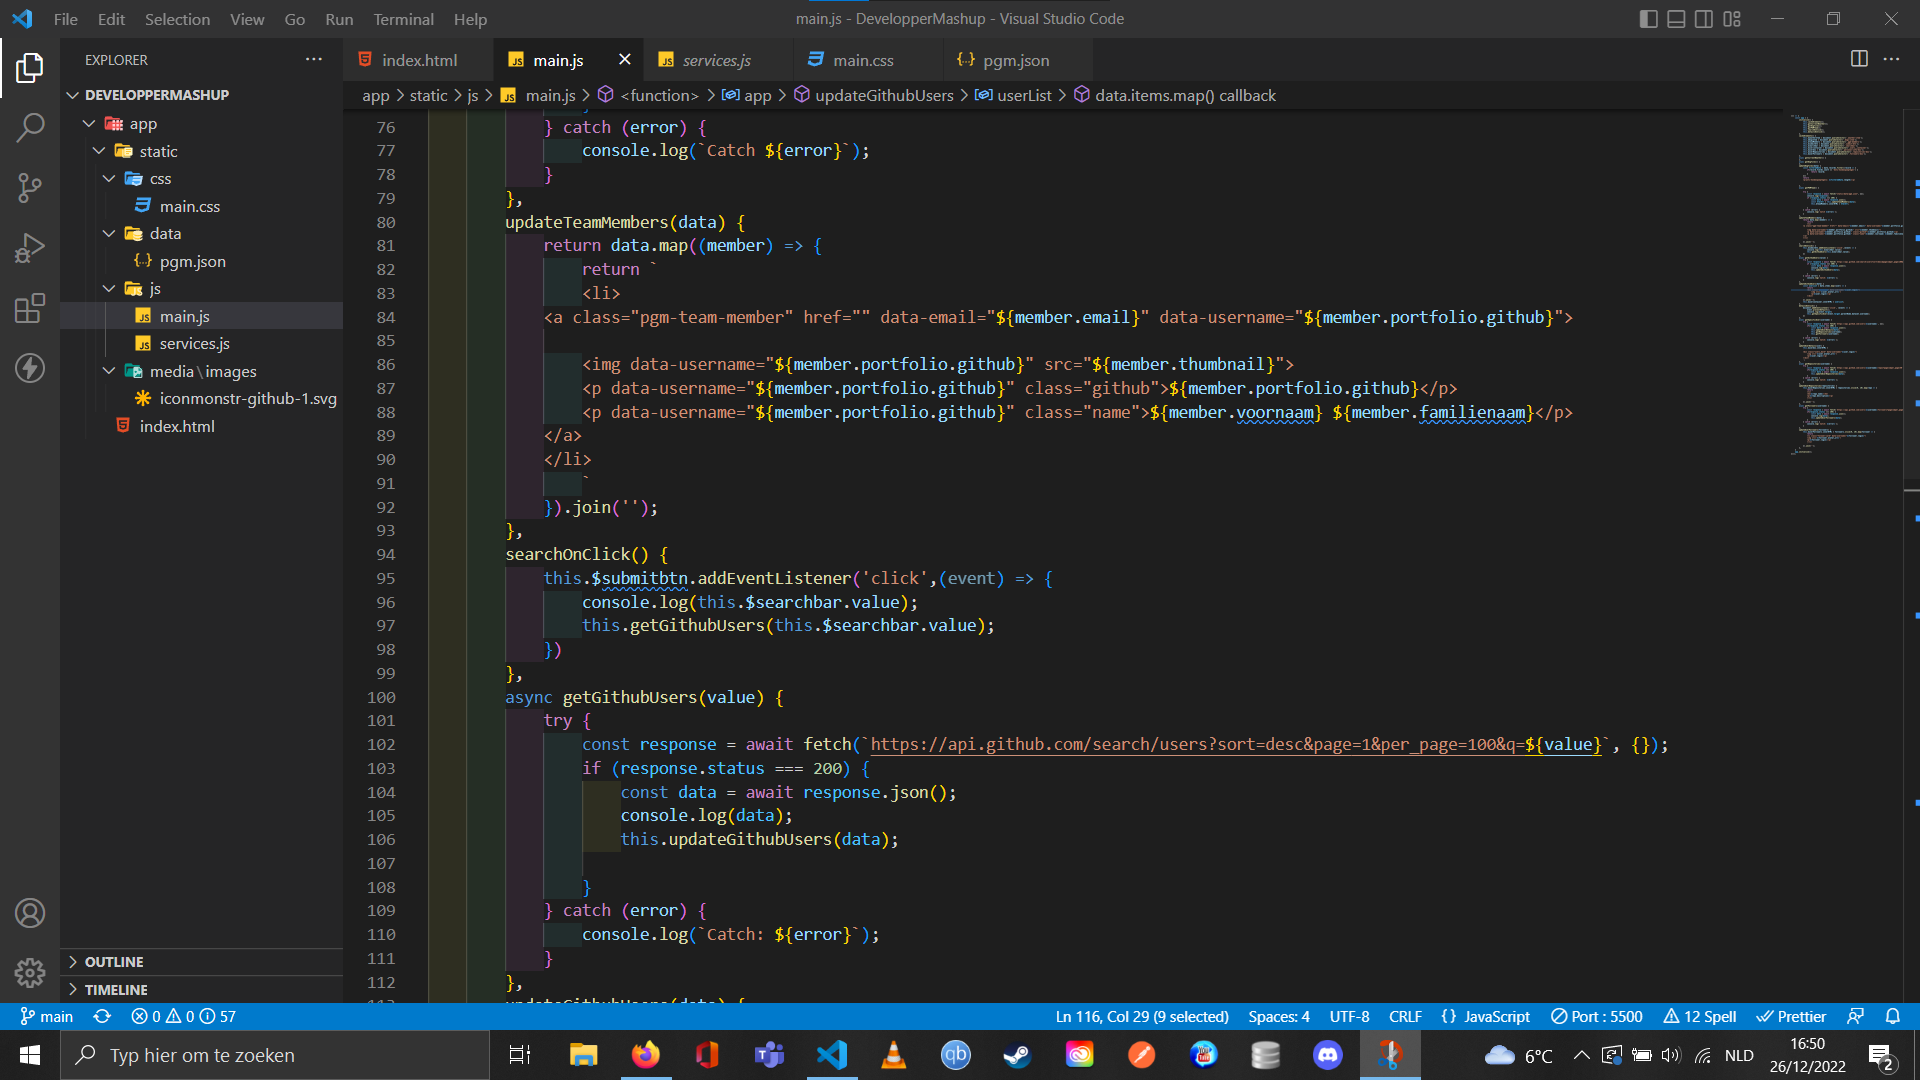 File Edit Selection View Go Run Terminal Help
main.js - DevelopperMashup - Visual Studio Code
EXPLORER
DEVELOPPERMASHUP
app
static
css
main.css
data
pgm.json
js
main.js
services.js
media\images
iconmonstr-github-1.svg
index.html
OUTLINE
TIMELINE
index.html main.js services.js main.css pgm.json
app > static > js > main.js > <function> > app > updateGithubUsers > userList > data.items.map() callback
76 } catch (error) {
77 console.log(`Catch ${error}`);
78 }
79 },
80 updateTeamMembers(data) {
81 return data.map((member) => {
82 return `
83 <li>
84 <a class="pgm-team-member" href="" data-email="${member.email}" data-username="${member.portfolio.github}">
85
86 <img data-username="${member.portfolio.github}" src="${member.thumbnail}">
87 <p data-username="${member.portfolio.github}" class="github">${member.portfolio.github}</p>
88 <p data-username="${member.portfolio.github}" class="name">${member.voornaam} ${member.familienaam}</p>
89 </a>
90 </li>
91 `
92 }).join('');
93 },
94 searchOnClick() {
95 this.$submitbtn.addEventListener('click',(event) => {
96 console.log(this.$searchbar.value);
97 this.getGithubUsers(this.$searchbar.value);
98 })
99 },
100 async getGithubUsers(value) {
101 try {
102 const response = await fetch(`https://api.github.com/search/users?sort=desc&page=1&per_page=100&q=${value}`, {});
103 if (response.status === 200) {
104 const data = await response.json();
105 console.log(data);
106 this.updateGithubUsers(data);
107
108 }
109 } catch (error) {
110 console.log(`Catch: ${error}`);
111 }
112 },
main 0 0 57 Ln 116, Col 29 (9 selected) Spaces: 4 UTF-8 CRLF {} JavaScript Port : 5500 12 Spell Prettier
Typ hier om te zoeken
qb
6°C NLD
16:50
26/12/2022
2